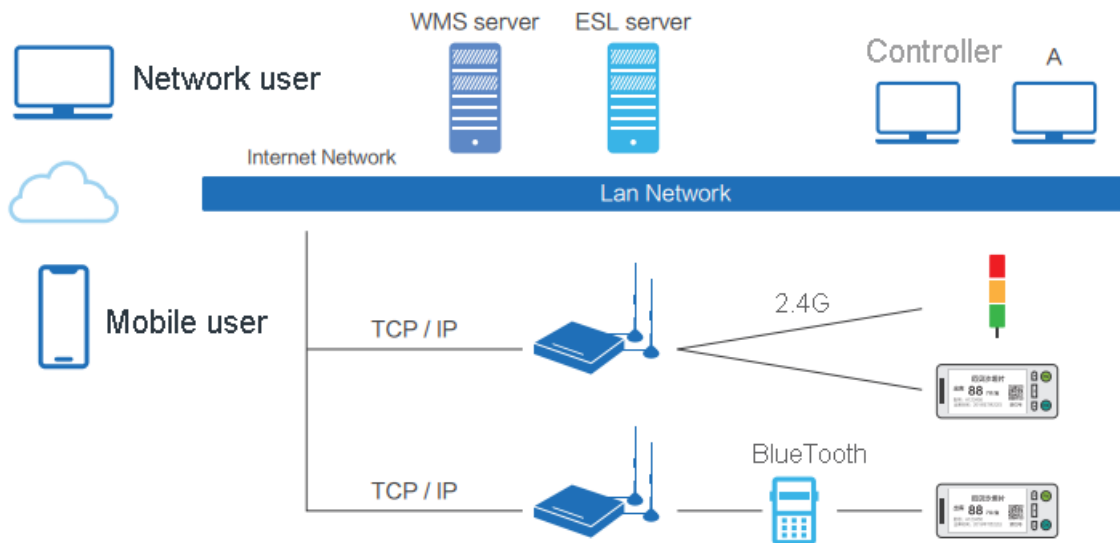 WMS server
ESL server
Controller
A
Network user
Internet Network
Lan Network
Mobile user
TCP / IP
2.4G
88
TCP / IP
BlueTooth
88